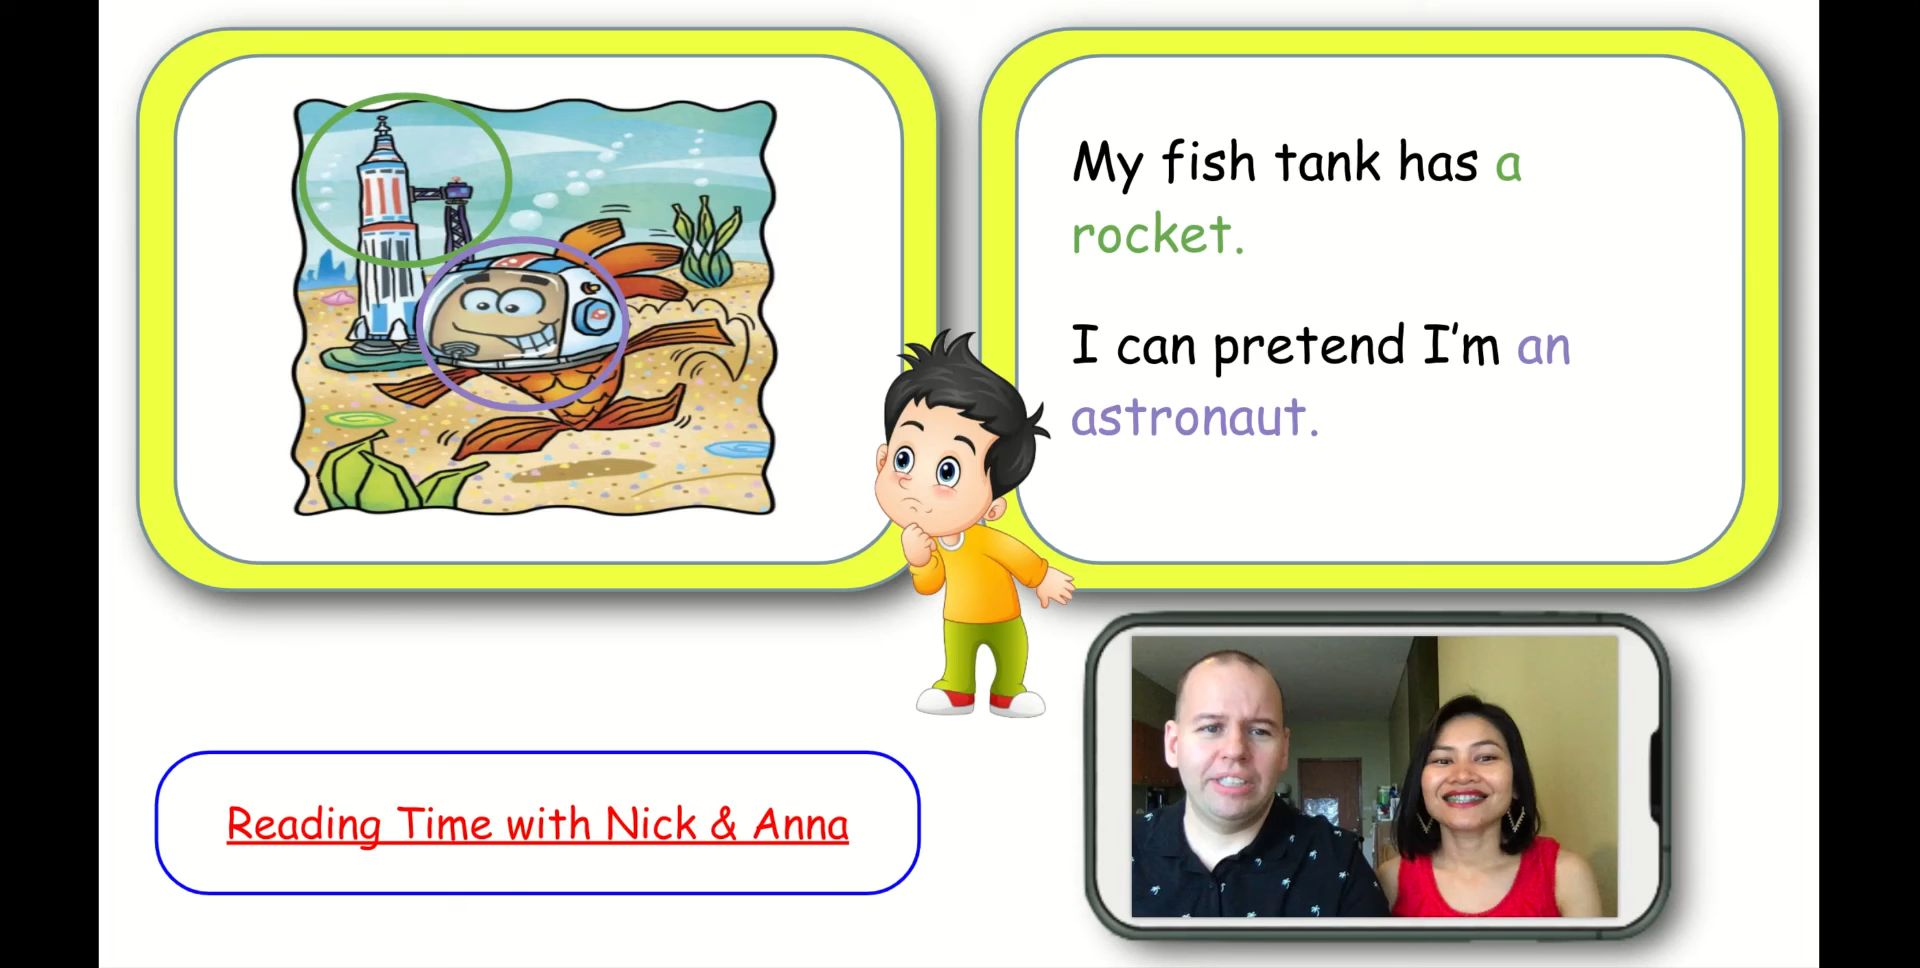 My fish tank has a
rocket.
I can pretend I'm an
astronaut.
Reading Time with Nick & Anna